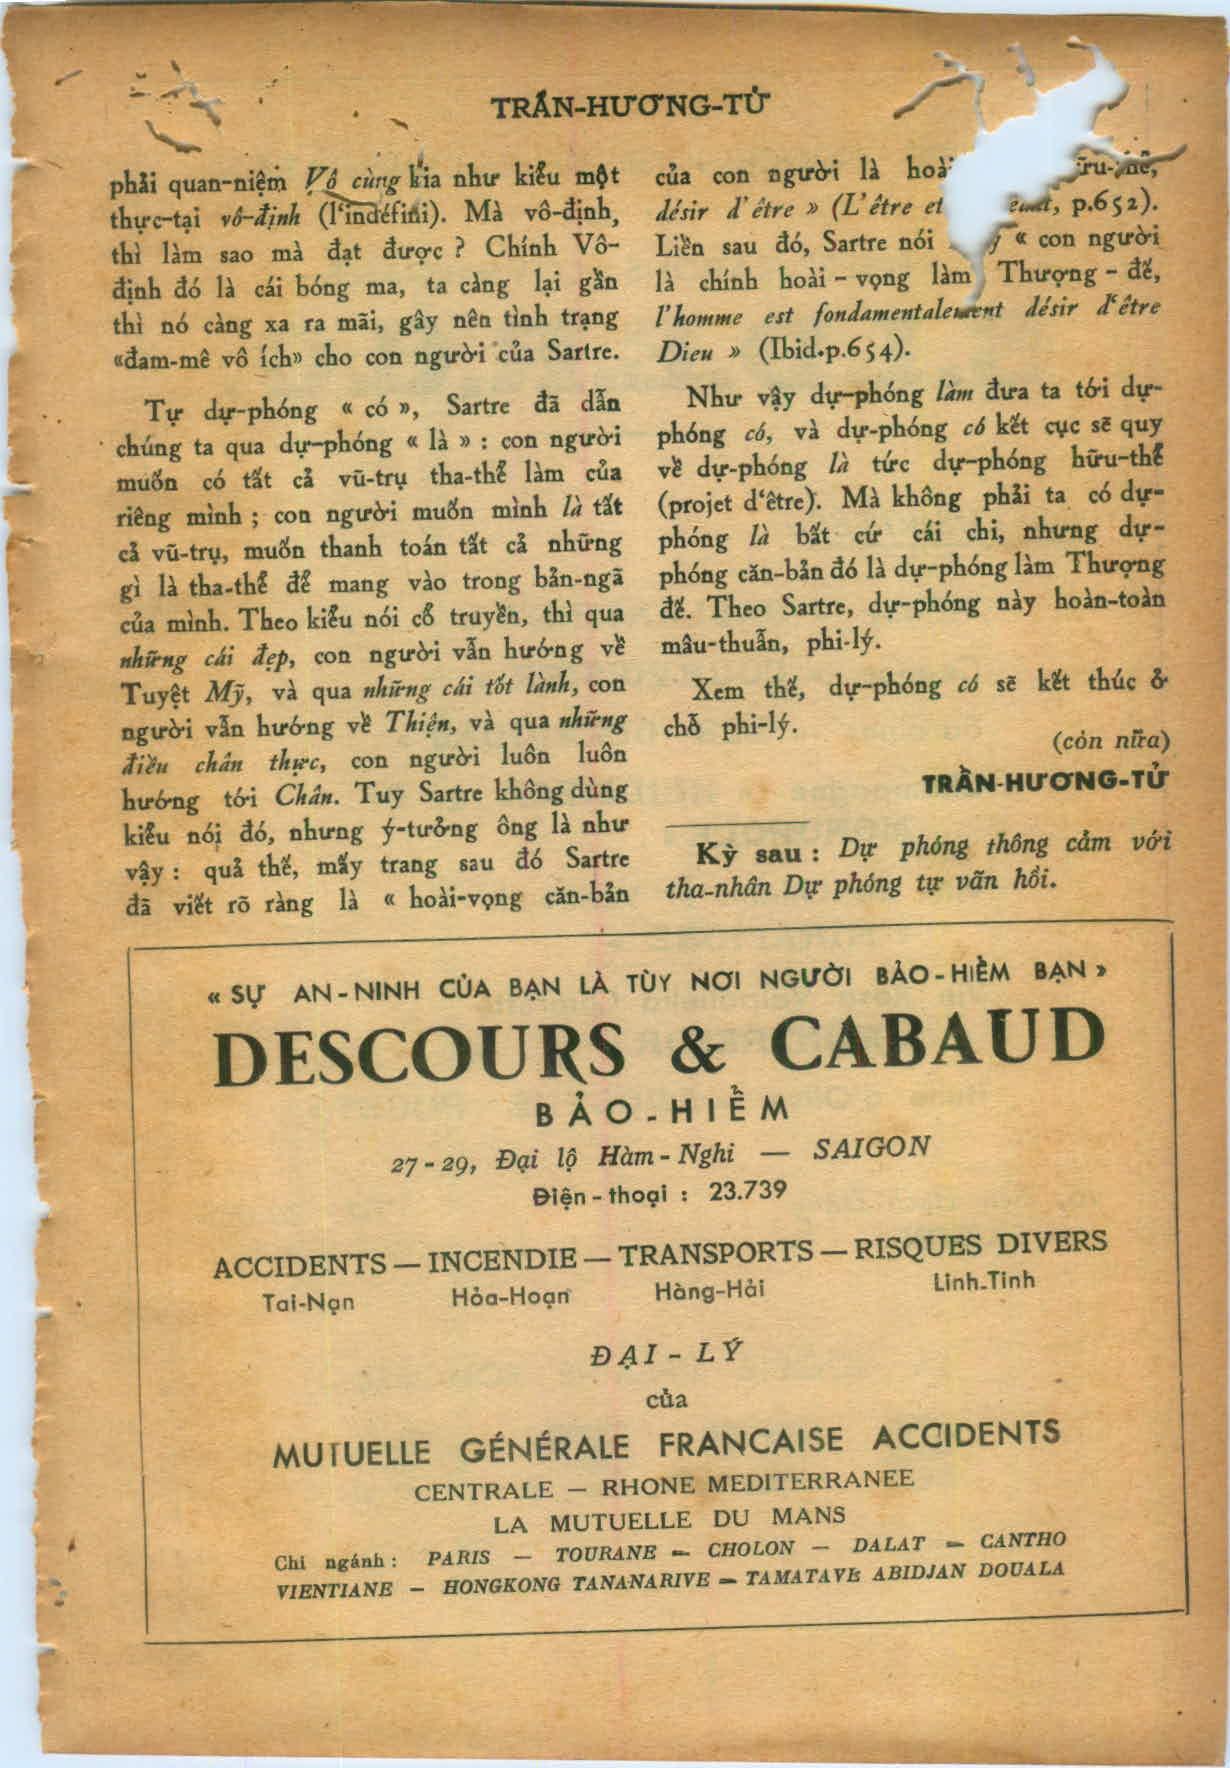 TRẦN-HƯƠNG-TỬ
phải quan-niệm Vô cùng kia như kiểu một
thực-tại vô-định (l'indéfini). Mà vô-định,
thì làm sao mà đạt được ? Chính Vô-
định đó là cái bóng ma, ta càng lại gần
thì nó càng xa ra mãi, gây nên tình trạng
«đam-mê vô ích» cho con người của Sartre.
Tự dự-phóng « có », Sartre đã dẫn
chúng ta qua dự-phóng « là » : con người
muốn có tất cả vũ-trụ tha-thể làm của
riêng mình ; con người muốn mình là tất
cả vũ-trụ, muốn thanh toán tất cả những
gì là tha-thể để mang vào trong bản-ngã
của mình. Theo kiểu nói cổ truyền, thì qua
những cái đẹp, con người vẫn hướng về
Tuyệt Mỹ, và qua những cái tốt lành, con
người vẫn hướng về Thiện, và qua những
điều chân thực, con người luôn luôn
hướng tới Chân. Tuy Sartre không dùng
kiểu nói đó, nhưng ý-tưởng ông là như
vậy : quả thế, mấy trang sau đó Sartre
đã viết rõ ràng là « hoài-vọng căn-bản
của con người là
désir d'être » (L'être et p.652).
Liền sau đó, Sartre nói « con người
là chính hoài-vọng làm Thượng-đế,
l'homme est fondamentalement désir d'être
Dieu » (Ibid.p.654).
Như vậy dự-phóng làm đưa ta tới dự-
phóng có, và dự-phóng có kết cục sẽ quy
về dự-phóng là tức dự-phóng hữu-thể
(projet d'être). Mà không phải ta có dự-
phóng là bất cứ cái chi, nhưng dự-
phóng căn-bản đó là dự-phóng làm Thượng
đế. Theo Sartre, dự-phóng này hoàn-toàn
mâu-thuẫn, phi-lý.
Xem thế, dự-phóng có sẽ kết thúc ở
chỗ phi-lý.
(còn nữa)
TRẦN-HƯƠNG-TỬ
Kỳ sau : Dự phóng thông cảm với
tha-nhân Dự phóng tự vãn hồi.
« SỰ AN-NINH CỦA BẠN LÀ TÙY NƠI NGƯỜI BẢO-HIỂM BẠN »
DESCOURS & CABAUD
BẢO-HIỂM
27-29, Đại lộ Hàm-Nghi — SAIGON
Điện-thoại : 23.739
ACCIDENTS — INCENDIE — TRANSPORTS — RISQUES DIVERS
Tai-Nạn Hỏa-Hoạn Hàng-Hải Linh-Tinh
ĐẠI-LÝ
của
MUTUELLE GÉNÉRALE FRANCAISE ACCIDENTS
CENTRALE — RHONE MEDITERRANEE
LA MUTUELLE DU MANS
Chi ngánh : PARIS — TOURANE — CHOLON — DALAT — CANTHO
VIENTIANE — HONGKONG TANANARIVE — TAMATAVE ABIDJAN DOUALA